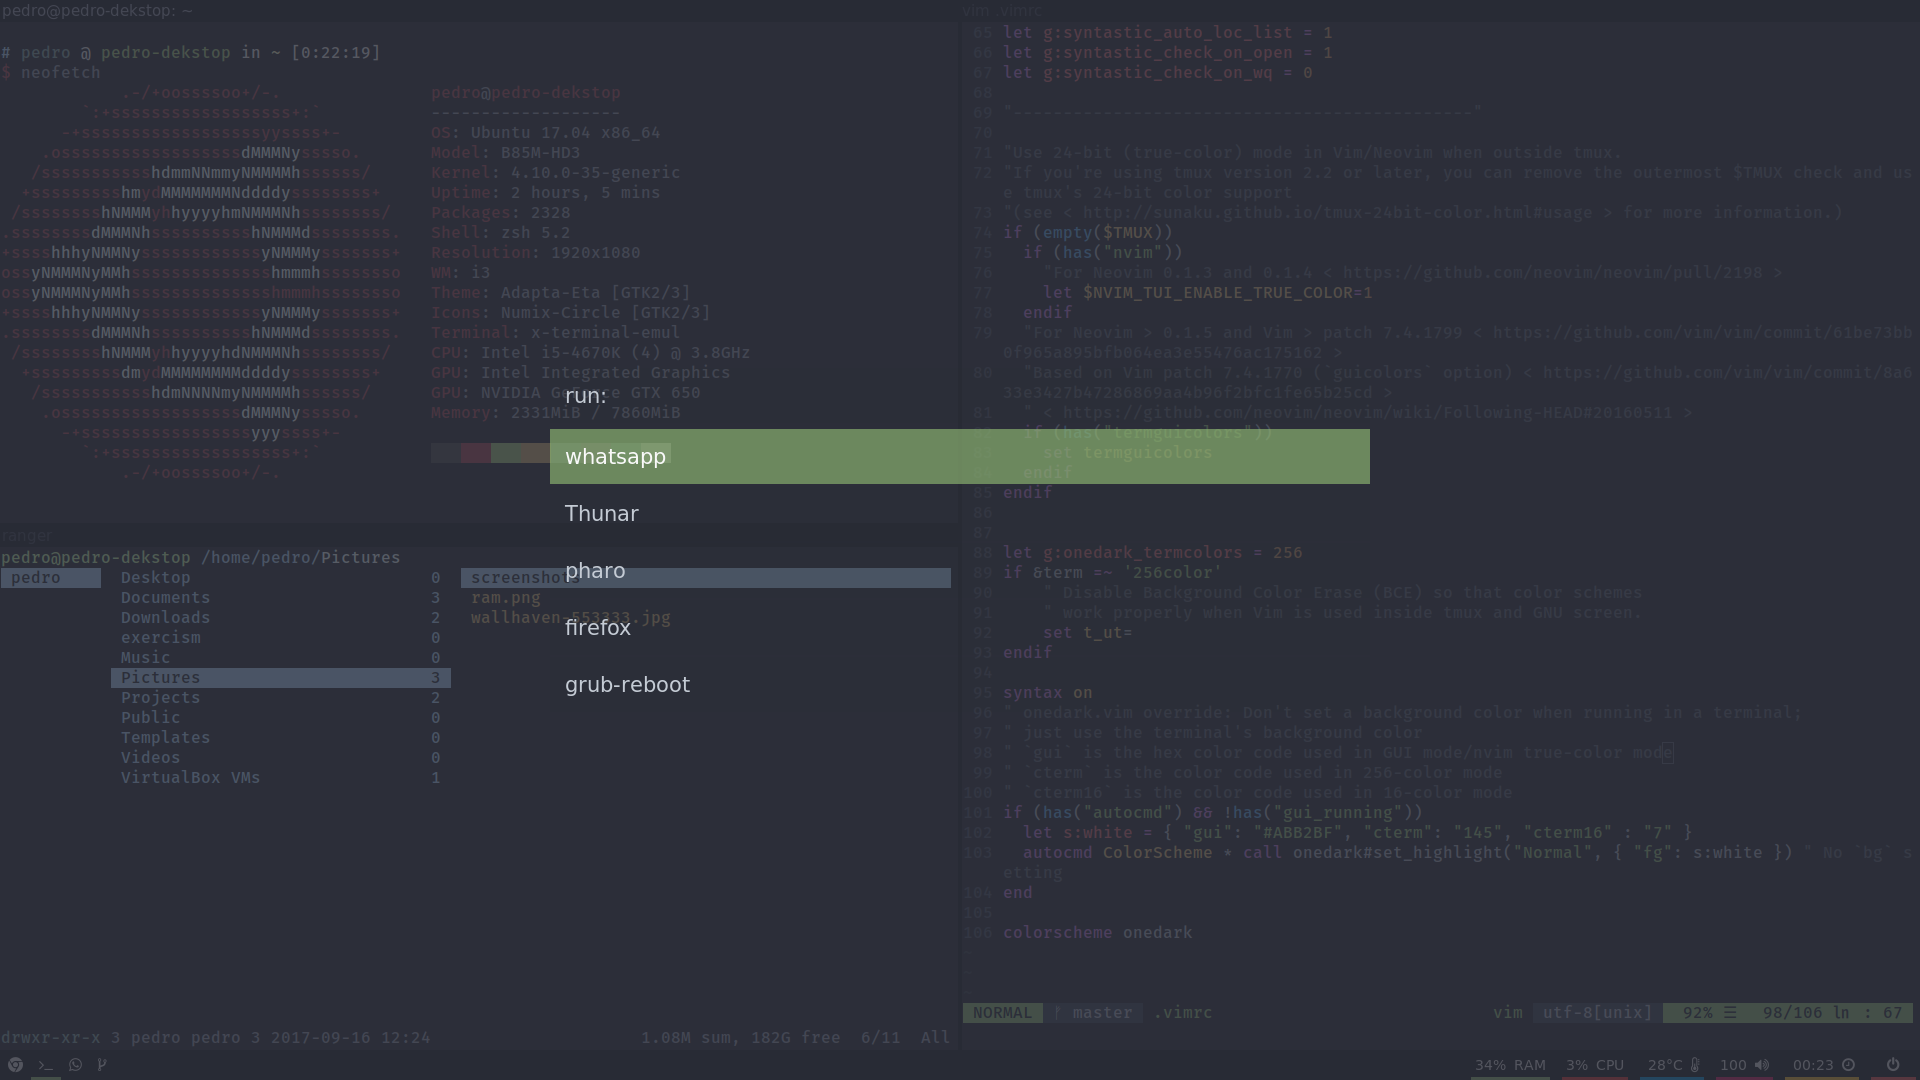 pedro@pedro-dekstop: ~
# pedro @ pedro-dekstop in ~ [0:22:19]
$ neofetch
.-/+oossssoo+/-.
`:+ssssssssssssssssss+:`
-+ssssssssssssssssssyyssss+-
.ossssssssssssssssssdMMMNysssso.
/ssssssssssshdmmNNmmyNMMMMhssssss/
+ssssssssshmydMMMMMMMNddddyssssssss+
/sssssssshNMMMyhhyyyyhmNMMMNhssssssss/
.ssssssssdMMMNhsssssssssshNMMMdssssssss.
+sssshhhyNMMNyssssssssssssyNMMMysssssss+
ossyNMMMNyMMhsssssssssssssshmmmhssssssso
ossyNMMMNyMMhsssssssssssssshmmmhssssssso
+sssshhhyNMMNyssssssssssssyNMMMysssssss+
.ssssssssdMMMNhsssssssssshNMMMdssssssss.
/sssssssshNMMMyhhyyyyhdNMMMNhssssssss/
+sssssssssdmydMMMMMMMMddddyssssssss+
/ssssssssssshdmNNNNmyNMMMMhssssss/
.ossssssssssssssssssdMMMNysssso.
-+sssssssssssssssssyyyssss+-
`:+ssssssssssssssssss+:`
.-/+oossssoo+/-.
pedro@pedro-dekstop
-------------------
OS: Ubuntu 17.04 x86_64
Model: B85M-HD3
Kernel: 4.10.0-35-generic
Uptime: 2 hours, 5 mins
Packages: 2328
Shell: zsh 5.2
Resolution: 1920x1080
WM: i3
Theme: Adapta-Eta [GTK2/3]
Icons: Numix-Circle [GTK2/3]
Terminal: x-terminal-emul
CPU: Intel i5-4670K (4) @ 3.8GHz
GPU: Intel Integrated Graphics
GPU: NVIDIA GeForce GTX 650
Memory: 2331MiB / 7860MiB
run:
whatsapp
Thunar
pharo
firefox
grub-reboot
ranger
pedro@pedro-dekstop /home/pedro/Pictures
pedro
Desktop 0
Documents 3
Downloads 2
exercism 0
Music 0
Pictures 3
Projects 2
Public 0
Templates 0
Videos 0
VirtualBox VMs 1
screenshots
ram.png
wallhaven-553333.jpg
drwxr-xr-x 3 pedro pedro 3 2017-09-16 12:24 1.08M sum, 182G free 6/11 All
vim vimrc
65 let g:syntastic_auto_loc_list = 1
66 let g:syntastic_check_on_open = 1
67 let g:syntastic_check_on_wq = 0
68
69 "----------------------------------------------"
70
71 "Use 24-bit (true-color) mode in Vim/Neovim when outside tmux.
72 "If you're using tmux version 2.2 or later, you can remove the outermost $TMUX check and us
e tmux's 24-bit color support
73 "(see < http://sunaku.github.io/tmux-24bit-color.html#usage > for more information.)
74 if (empty($TMUX))
75 if (has("nvim"))
76 "For Neovim 0.1.3 and 0.1.4 < https://github.com/neovim/neovim/pull/2198 >
77 let $NVIM_TUI_ENABLE_TRUE_COLOR=1
78 endif
79 "For Neovim > 0.1.5 and Vim > patch 7.4.1799 < https://github.com/vim/vim/commit/61be73bb
0f965a895bfb064ea3e55476ac175162 >
80 "Based on Vim patch 7.4.1770 (`guicolors` option) < https://github.com/vim/vim/commit/8a6
33e3427b47286869aa4b96f2bfc1fe65b25cd >
81 " < https://github.com/neovim/neovim/wiki/Following-HEAD#20160511 >
if (has("termguicolors"))
set termguicolors
endif
85 endif
86
87
88 let g:onedark_termcolors = 256
89 if &term =~ '256color'
90 " Disable Background Color Erase (BCE) so that color schemes
91 " work properly when Vim is used inside tmux and GNU screen.
92 set t_ut=
93 endif
94
95 syntax on
96 " onedark.vim override: Don't set a background color when running in a terminal;
97 " just use the terminal's background color
98 " `gui` is the hex color code used in GUI mode/nvim true-color mode
99 " `cterm` is the color code used in 256-color mode
100 " `cterm16` is the color code used in 16-color mode
101 if (has("autocmd") && !has("gui_running"))
102 let s:white = { "gui": "#ABB2BF", "cterm": "145", "cterm16" : "7" }
103 autocmd ColorScheme * call onedark#set_highlight("Normal", { "fg": s:white }) " No `bg` s
etting
104 end
105
106 colorscheme onedark
NORMAL master .vimrc vim utf-8[unix] 92% ☰ 98/106 ln : 67
34% RAM 3% CPU 28°C 100 00:23